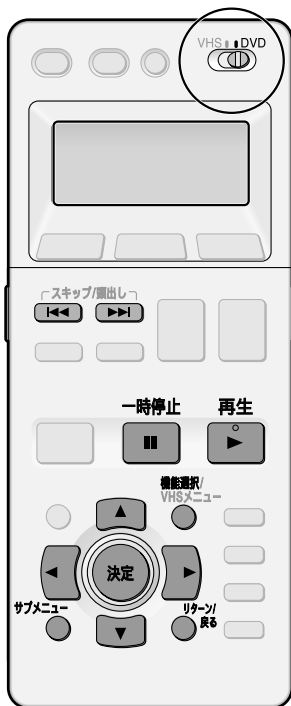 VHS DVD
スキップ/頭出し
一時停止
再生
機能選択/
VHSメニュー
決定
サブメニュー
リターン/
戻る